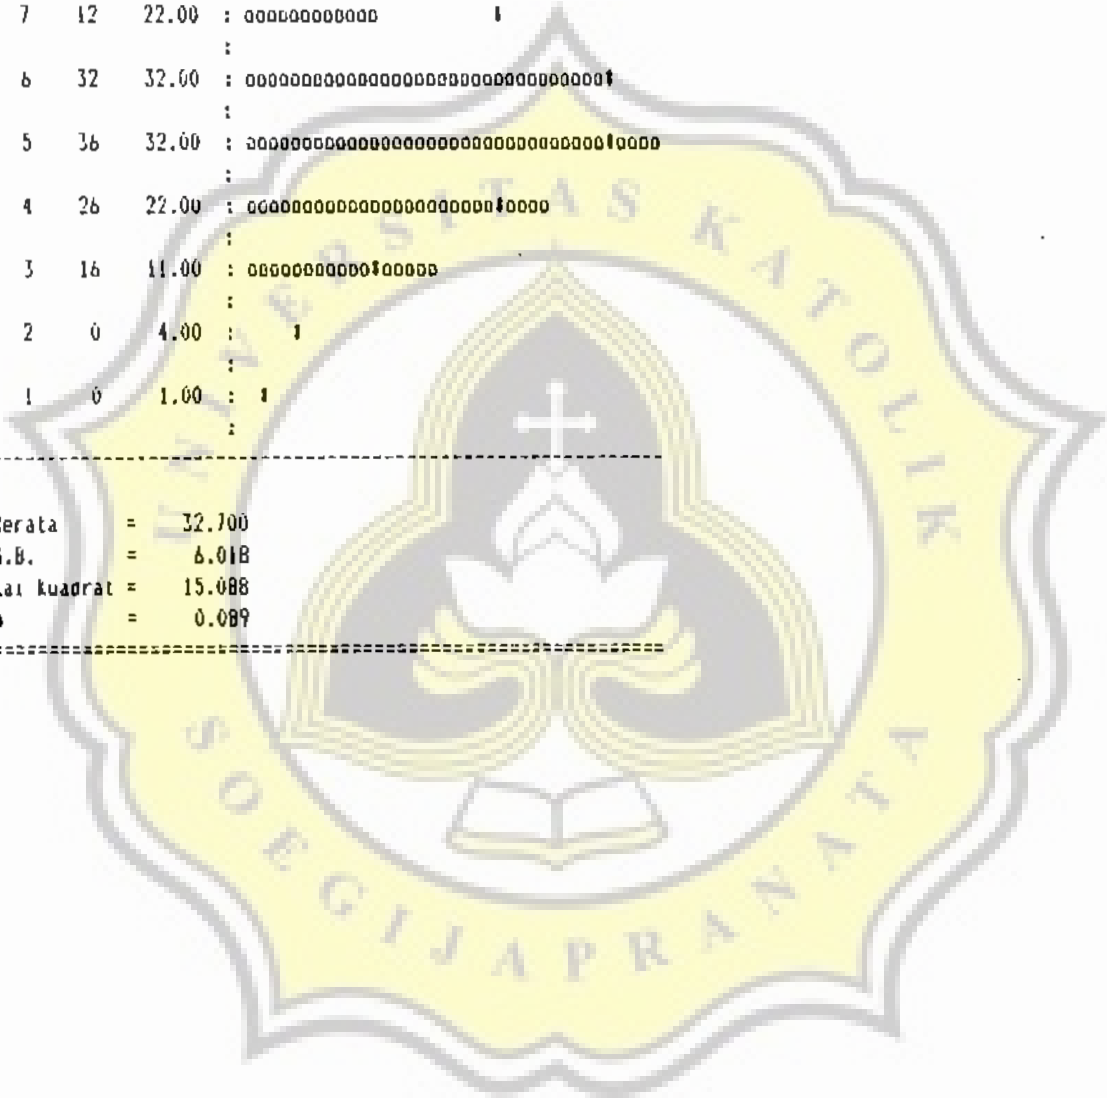 7 12 22.00 : oooooooooooo *
:
6 32 32.00 : oooooooooooooooooooooooooooooooo*
:
5 36 32.00 : oooooooooooooooooooooooooooooooo*oooo
:
4 26 22.00 : oooooooooooooooooooooo*oooo
:
3 16 11.00 : ooooooooooo*ooooo
:
2 0 4.00 : *
:
1 0 1.00 : *
:
---------------------------------------------------------------
Rerata = 32.700
S.B. = 6.018
Kai kuadrat = 15.088
p = 0.089
===============================================================
UNIVERSITAS KATOLIK
SOEGIJAPRANATA